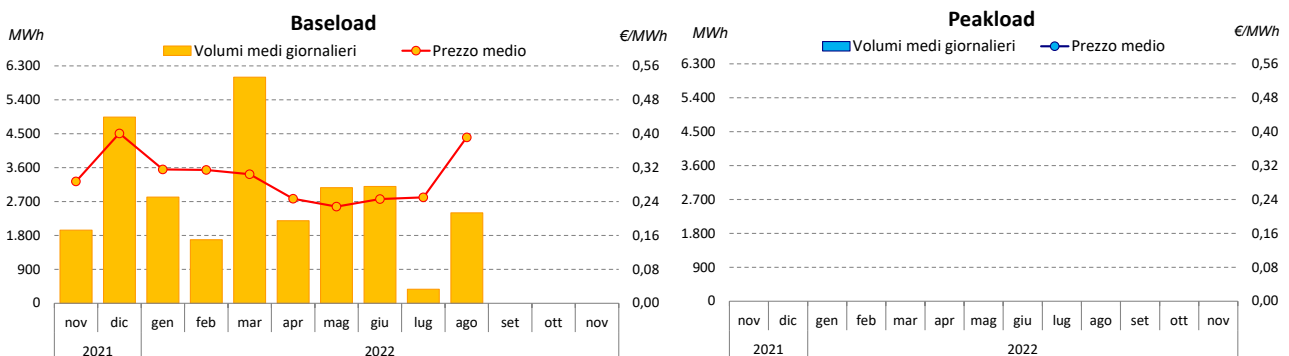 Baseload
MWh
€/MWh
Volumi medi giornalieri
Prezzo medio
6.300
5.400
4.500
3.600
2.700
1.800
900
0
0,56
0,48
0,40
0,32
0,24
0,16
0,08
0,00
nov dic gen feb mar apr mag giu lug ago set ott nov
2021 2022
Peakload
MWh
€/MWh
Volumi medi giornalieri
Prezzo medio
6.300
5.400
4.500
3.600
2.700
1.800
900
0
0,56
0,48
0,40
0,32
0,24
0,16
0,08
0,00
nov dic gen feb mar apr mag giu lug ago set ott nov
2021 2022